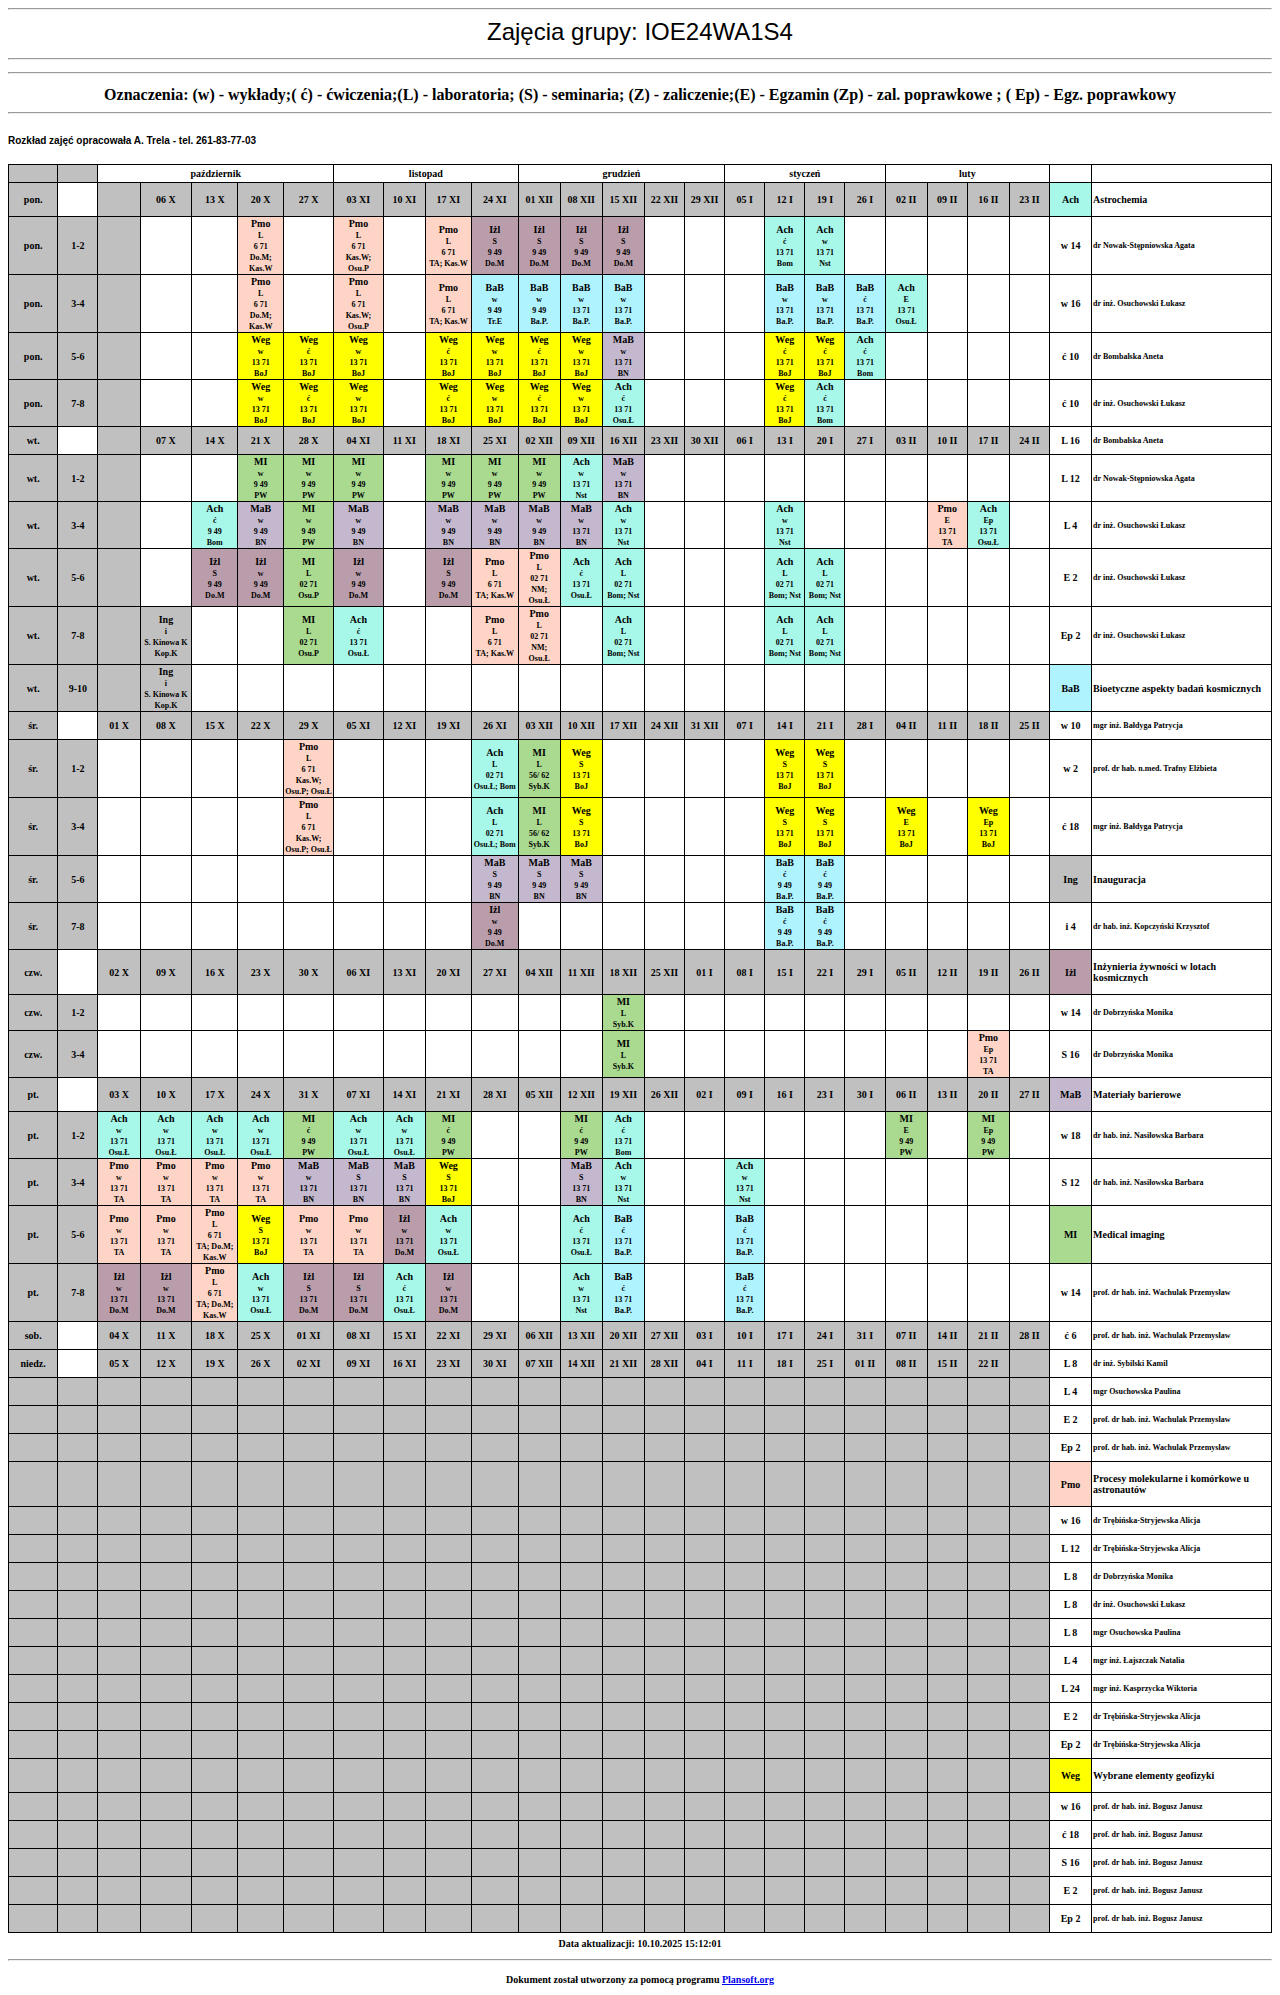 Zajęcia grupy: IOE24WA1S4
Oznaczenia: (w) - wykłady;( ć) - ćwiczenia;(L) - laboratoria; (S) - seminaria; (Z) - zaliczenie;(E) - Egzamin (Zp) - zal. poprawkowe ; ( Ep) - Egz. poprawkowy
Rozkład zajęć opracowała A. Trela - tel. 261-83-77-03
październik listopad grudzień styczeń luty
pon. 06 X 13 X 20 X 27 X 03 XI 10 XI 17 XI 24 XI 01 XII 08 XII 15 XII 22 XII 29 XII 05 I 12 I 19 I 26 I 02 II 09 II 16 II 23 II Ach Astrochemia
pon. 1-2 Pmo L 6 71 Do.M; Kas.W Pmo L 6 71 Kas.W; Osu.P Pmo L 6 71 TA; Kas.W Iżl S 9 49 Do.M Iżl S 9 49 Do.M Iżl S 9 49 Do.M Iżl S 9 49 Do.M Ach ć 13 71 Bom Ach w 13 71 Nst w 14 dr Nowak-Stępniowska Agata
pon. 3-4 Pmo L 6 71 Do.M; Kas.W Pmo L 6 71 Kas.W; Osu.P Pmo L 6 71 TA; Kas.W BaB w 9 49 Tr.E BaB w 9 49 Ba.P. BaB w 13 71 Ba.P. BaB w 13 71 Ba.P. BaB w 13 71 Ba.P. BaB w 13 71 Ba.P. BaB ć 13 71 Ba.P. Ach E 13 71 Osu.Ł w 16 dr inż. Osuchowski Łukasz
pon. 5-6 Weg w 13 71 BoJ Weg ć 13 71 BoJ Weg w 13 71 BoJ Weg ć 13 71 BoJ Weg w 13 71 BoJ Weg ć 13 71 BoJ Weg w 13 71 BoJ MaB w 13 71 BN Weg ć 13 71 BoJ Weg ć 13 71 BoJ Ach ć 13 71 Bom ć 10 dr Bombalska Aneta
pon. 7-8 Weg w 13 71 BoJ Weg ć 13 71 BoJ Weg w 13 71 BoJ Weg ć 13 71 BoJ Weg w 13 71 BoJ Weg ć 13 71 BoJ Weg w 13 71 BoJ Ach ć 13 71 Osu.Ł Weg ć 13 71 BoJ Ach ć 13 71 Bom ć 10 dr inż. Osuchowski Łukasz
wt. 07 X 14 X 21 X 28 X 04 XI 11 XI 18 XI 25 XI 02 XII 09 XII 16 XII 23 XII 30 XII 06 I 13 I 20 I 27 I 03 II 10 II 17 II 24 II L 16 dr Bombalska Aneta
wt. 1-2 MI w 9 49 PW MI w 9 49 PW MI w 9 49 PW MI w 9 49 PW MI w 9 49 PW MI w 9 49 PW Ach w 13 71 Nst MaB w 13 71 BN L 12 dr Nowak-Stępniowska Agata
wt. 3-4 Ach ć 9 49 Bom MaB w 9 49 BN MI w 9 49 PW MaB w 9 49 BN MaB w 9 49 BN MaB w 9 49 BN MaB w 9 49 BN MaB w 13 71 BN Ach w 13 71 Nst Ach w 13 71 Nst Pmo E 13 71 TA Ach Ep 13 71 Osu.Ł L 4 dr inż. Osuchowski Łukasz
wt. 5-6 Iżl S 9 49 Do.M Iżl w 9 49 Do.M MI L 02 71 Osu.P Iżl w 9 49 Do.M Iżl S 9 49 Do.M Pmo L 6 71 TA; Kas.W Pmo L 02 71 NM; Osu.Ł Ach ć 13 71 Osu.Ł Ach L 02 71 Bom; Nst Ach L 02 71 Bom; Nst Ach L 02 71 Bom; Nst E 2 dr inż. Osuchowski Łukasz
wt. 7-8 Ing i S. Kinowa K Kop.K MI L 02 71 Osu.P Ach ć 13 71 Osu.Ł Pmo L 6 71 TA; Kas.W Pmo L 02 71 NM; Osu.Ł Ach L 02 71 Bom; Nst Ach L 02 71 Bom; Nst Ach L 02 71 Bom; Nst Ep 2 dr inż. Osuchowski Łukasz
wt. 9-10 Ing i S. Kinowa K Kop.K BaB Bioetyczne aspekty badań kosmicznych
śr. 01 X 08 X 15 X 22 X 29 X 05 XI 12 XI 19 XI 26 XI 03 XII 10 XII 17 XII 24 XII 31 XII 07 I 14 I 21 I 28 I 04 II 11 II 18 II 25 II w 10 mgr inż. Bałdyga Patrycja
śr. 1-2 Pmo L 6 71 Kas.W; Osu.P; Osu.Ł Ach L 02 71 Osu.Ł; Bom MI L 56/ 62 Syb.K Weg S 13 71 BoJ Weg S 13 71 BoJ Weg S 13 71 BoJ w 2 prof. dr hab. n.med. Trafny Elżbieta
śr. 3-4 Pmo L 6 71 Kas.W; Osu.P; Osu.Ł Ach L 02 71 Osu.Ł; Bom MI L 56/ 62 Syb.K Weg S 13 71 BoJ Weg S 13 71 BoJ Weg S 13 71 BoJ Weg E 13 71 BoJ Weg Ep 13 71 BoJ ć 18 mgr inż. Bałdyga Patrycja
śr. 5-6 MaB S 9 49 BN MaB S 9 49 BN MaB S 9 49 BN BaB ć 9 49 Ba.P. BaB ć 9 49 Ba.P. Ing Inauguracja
śr. 7-8 Iżl w 9 49 Do.M BaB ć 9 49 Ba.P. BaB ć 9 49 Ba.P. i 4 dr hab. inż. Kopczyński Krzysztof
czw. 02 X 09 X 16 X 23 X 30 X 06 XI 13 XI 20 XI 27 XI 04 XII 11 XII 18 XII 25 XII 01 I 08 I 15 I 22 I 29 I 05 II 12 II 19 II 26 II Iżl Inżynieria żywności w lotach kosmicznych
czw. 1-2 MI L Syb.K w 14 dr Dobrzyńska Monika
czw. 3-4 MI L Syb.K Pmo Ep 13 71 TA S 16 dr Dobrzyńska Monika
pt. 03 X 10 X 17 X 24 X 31 X 07 XI 14 XI 21 XI 28 XI 05 XII 12 XII 19 XII 26 XII 02 I 09 I 16 I 23 I 30 I 06 II 13 II 20 II 27 II MaB Materiały barierowe
pt. 1-2 Ach w 13 71 Osu.Ł Ach w 13 71 Osu.Ł Ach w 13 71 Osu.Ł Ach w 13 71 Osu.Ł MI ć 9 49 PW Ach w 13 71 Osu.Ł Ach w 13 71 Osu.Ł MI ć 9 49 PW MI ć 9 49 PW Ach ć 13 71 Bom MI E 9 49 PW MI Ep 9 49 PW w 18 dr hab. inż. Nasiłowska Barbara
pt. 3-4 Pmo w 13 71 TA Pmo w 13 71 TA Pmo w 13 71 TA Pmo w 13 71 TA MaB w 13 71 BN MaB S 13 71 BN MaB S 13 71 BN Weg S 13 71 BoJ MaB S 13 71 BN Ach w 13 71 Nst Ach w 13 71 Nst S 12 dr hab. inż. Nasiłowska Barbara
pt. 5-6 Pmo w 13 71 TA Pmo w 13 71 TA Pmo L 6 71 TA; Do.M; Kas.W Weg S 13 71 BoJ Pmo w 13 71 TA Pmo w 13 71 TA Iżl w 13 71 Do.M Ach w 13 71 Osu.Ł Ach ć 13 71 Osu.Ł BaB ć 13 71 Ba.P. BaB ć 13 71 Ba.P. MI Medical imaging
pt. 7-8 Iżl w 13 71 Do.M Iżl w 13 71 Do.M Pmo L 6 71 TA; Do.M; Kas.W Ach w 13 71 Osu.Ł Iżl S 13 71 Do.M Iżl S 13 71 Do.M Ach ć 13 71 Osu.Ł Iżl w 13 71 Do.M Ach w 13 71 Nst BaB ć 13 71 Ba.P. BaB ć 13 71 Ba.P. w 14 prof. dr hab. inż. Wachulak Przemysław
sob. 04 X 11 X 18 X 25 X 01 XI 08 XI 15 XI 22 XI 29 XI 06 XII 13 XII 20 XII 27 XII 03 I 10 I 17 I 24 I 31 I 07 II 14 II 21 II 28 II ć 6 prof. dr hab. inż. Wachulak Przemysław
niedz. 05 X 12 X 19 X 26 X 02 XI 09 XI 16 XI 23 XI 30 XI 07 XII 14 XII 21 XII 28 XII 04 I 11 I 18 I 25 I 01 II 08 II 15 II 22 II L 8 dr inż. Sybilski Kamil
L 4 mgr Osuchowska Paulina
E 2 prof. dr hab. inż. Wachulak Przemysław
Ep 2 prof. dr hab. inż. Wachulak Przemysław
Pmo Procesy molekularne i komórkowe u astronautów
w 16 dr Trębińska-Stryjewska Alicja
L 12 dr Trębińska-Stryjewska Alicja
L 8 dr Dobrzyńska Monika
L 8 dr inż. Osuchowski Łukasz
L 8 mgr Osuchowska Paulina
L 4 mgr inż. Łajszczak Natalia
L 24 mgr inż. Kasprzycka Wiktoria
E 2 dr Trębińska-Stryjewska Alicja
Ep 2 dr Trębińska-Stryjewska Alicja
Weg Wybrane elementy geofizyki
w 16 prof. dr hab. inż. Bogusz Janusz
ć 18 prof. dr hab. inż. Bogusz Janusz
S 16 prof. dr hab. inż. Bogusz Janusz
E 2 prof. dr hab. inż. Bogusz Janusz
Ep 2 prof. dr hab. inż. Bogusz Janusz
Data aktualizacji: 10.10.2025 15:12:01
Dokument został utworzony za pomocą programu Plansoft.org